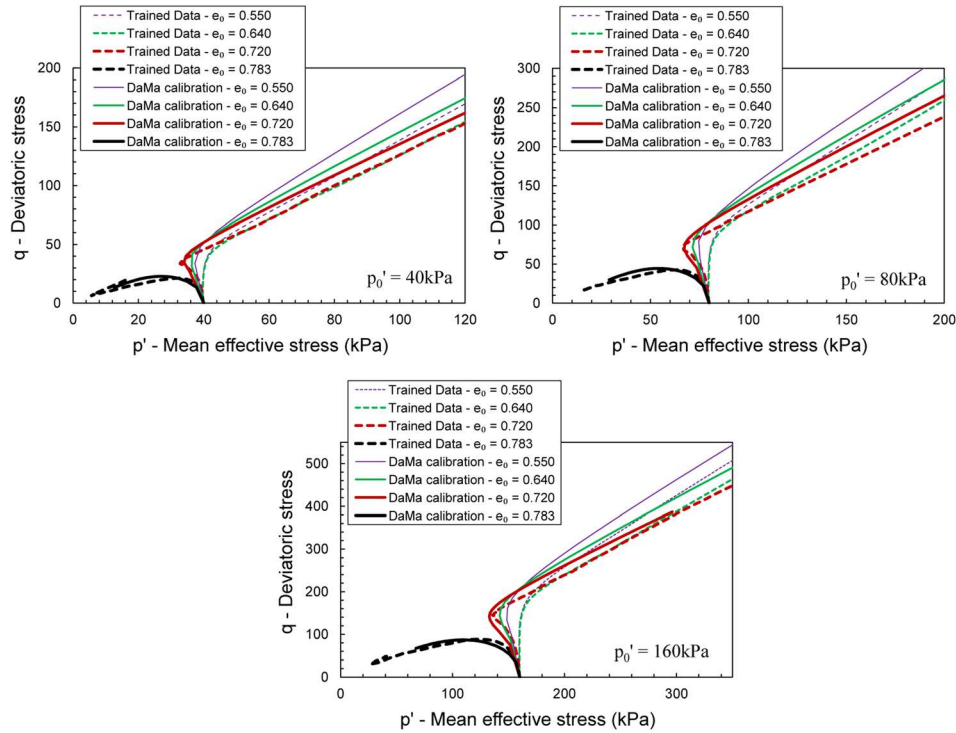 Trained Data - e₀ = 0.550
Trained Data - e₀ = 0.640
Trained Data - e₀ = 0.720
Trained Data - e₀ = 0.783
DaMa calibration - e₀ = 0.550
DaMa calibration - e₀ = 0.640
DaMa calibration - e₀ = 0.720
DaMa calibration - e₀ = 0.783
200
150
100
50
0
q - Deviatoric stress
p₀' = 40kPa
0 20 40 60 80 100 120
p' - Mean effective stress (kPa)
Trained Data - e₀ = 0.550
Trained Data - e₀ = 0.640
Trained Data - e₀ = 0.720
Trained Data - e₀ = 0.783
DaMa calibration - e₀ = 0.550
DaMa calibration - e₀ = 0.640
DaMa calibration - e₀ = 0.720
DaMa calibration - e₀ = 0.783
300
250
200
150
100
50
0
q - Deviatoric stress
p₀' = 80kPa
0 50 100 150 200
p' - Mean effective stress (kPa)
Trained Data - e₀ = 0.550
Trained Data - e₀ = 0.640
Trained Data - e₀ = 0.720
Trained Data - e₀ = 0.783
DaMa calibration - e₀ = 0.550
DaMa calibration - e₀ = 0.640
DaMa calibration - e₀ = 0.720
DaMa calibration - e₀ = 0.783
500
400
300
200
100
0
q - Deviatoric stress
p₀' = 160kPa
0 100 200 300
p' - Mean effective stress (kPa)